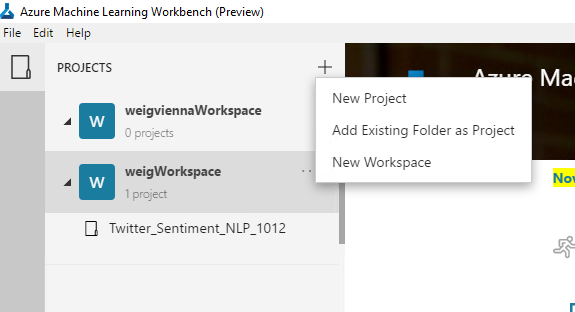 Azure Machine Learning Workbench (Preview)
File Edit Help
PROJECTS
Azure Ma
New Project
Add Existing Folder as Project
New Workspace
W
weigviennaWorkspace
0 projects
W
weigWorkspace
1 project
Nov
Twitter_Sentiment_NLP_1012